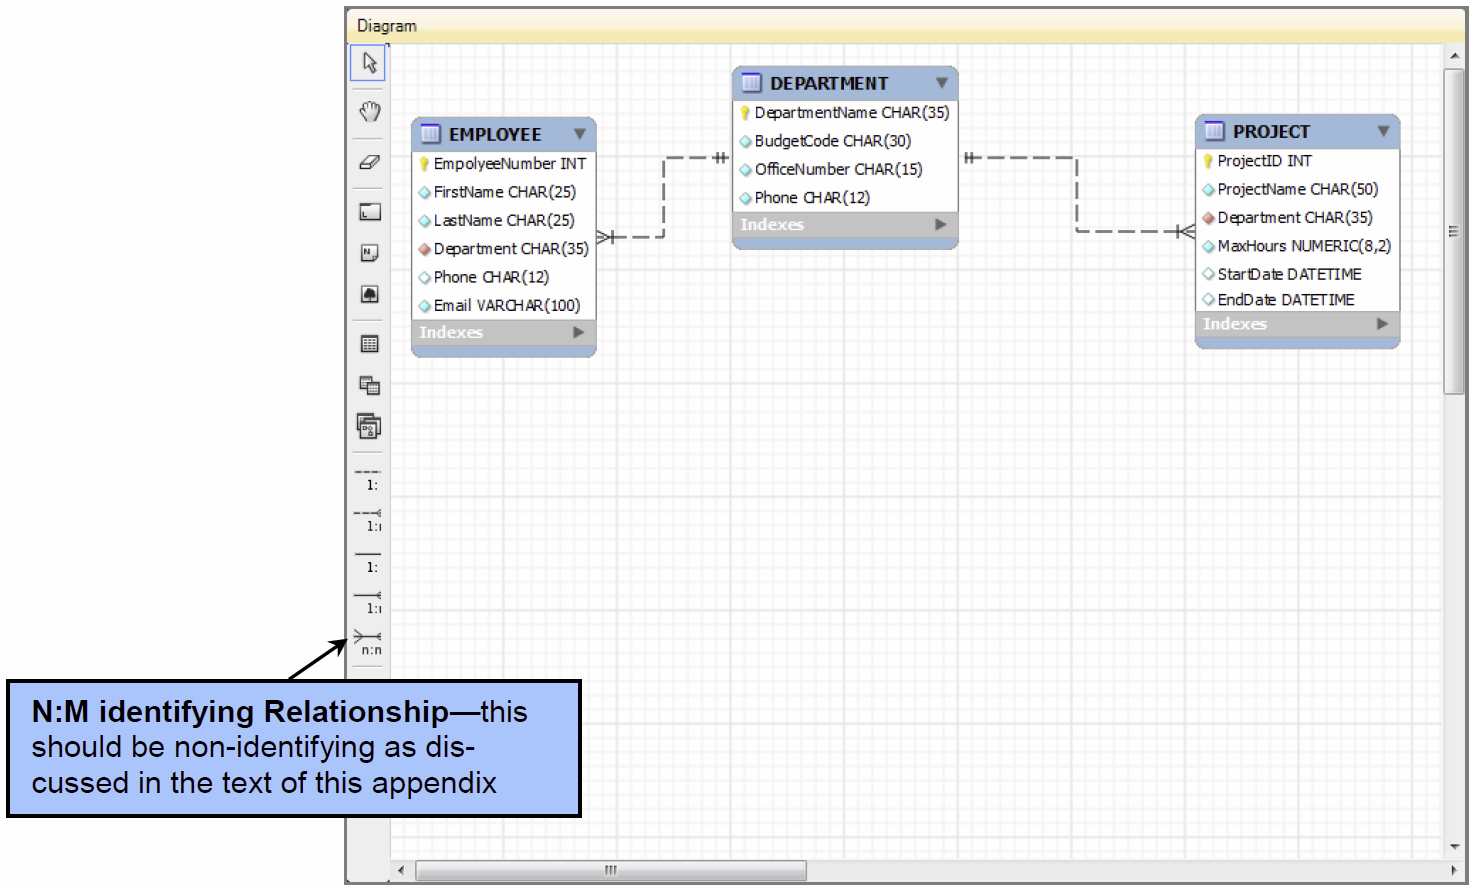 Diagram
DEPARTMENT
DepartmentName CHAR(35)
BudgetCode CHAR(30)
OfficeNumber CHAR(15)
Phone CHAR(12)
Indexes
EMPLOYEE
EmpolyeeNumber INT
FirstName CHAR(25)
LastName CHAR(25)
Department CHAR(35)
Phone CHAR(12)
Email VARCHAR(100)
Indexes
PROJECT
ProjectID INT
ProjectName CHAR(50)
Department CHAR(35)
MaxHours NUMERIC(8,2)
StartDate DATETIME
EndDate DATETIME
Indexes
1:
1:n
1:
1:n
n:n
N:M identifying Relationship—this
should be non-identifying as dis-
cussed in the text of this appendix